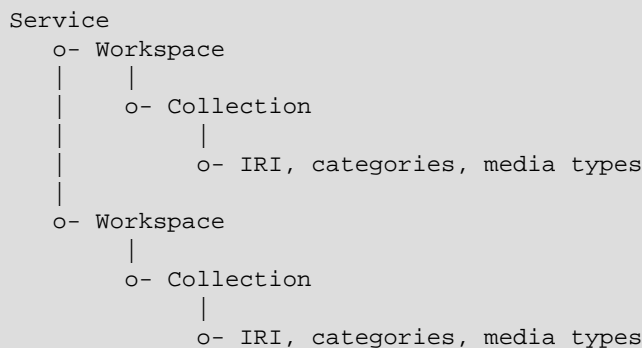 Service
   o- Workspace
   |    |
   |    o- Collection
   |         |
   |         o- IRI, categories, media types
   |
   o- Workspace
        |
        o- Collection
             |
             o- IRI, categories, media types